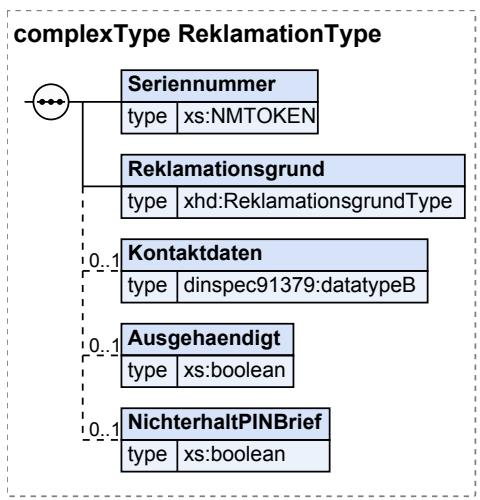 complexType ReklamationType
Seriennummer
type xs:NMTOKEN
Reklamationsgrund
type xhd:ReklamationsgrundType
0..1 Kontaktdaten
type dinspec91379:datatypeB
0..1 Ausgehaendigt
type xs:boolean
0..1 NichterhaltPINBrief
type xs:boolean